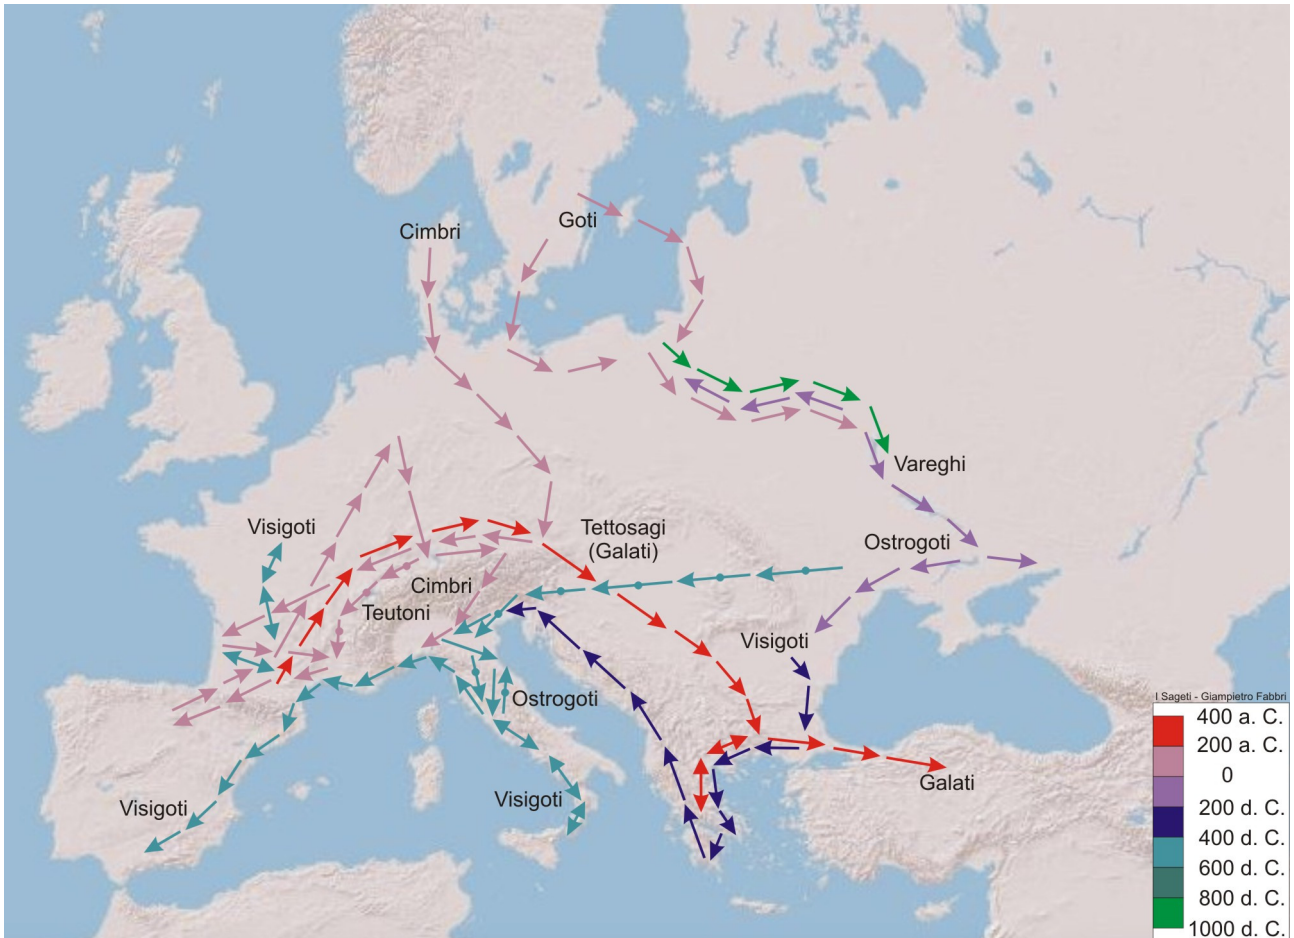 Goti
Cimbri
Vareghi
Visigoti
Tettosagi
(Galati)
Ostrogoti
Cimbri
Teutoni
Visigoti
Ostrogoti
Galati
Visigoti
Visigoti
I Sageti - Giampietro Fabbri
400 a. C.
200 a. C.
0
200 d. C.
400 d. C.
600 d. C.
800 d. C.
1000 d. C.